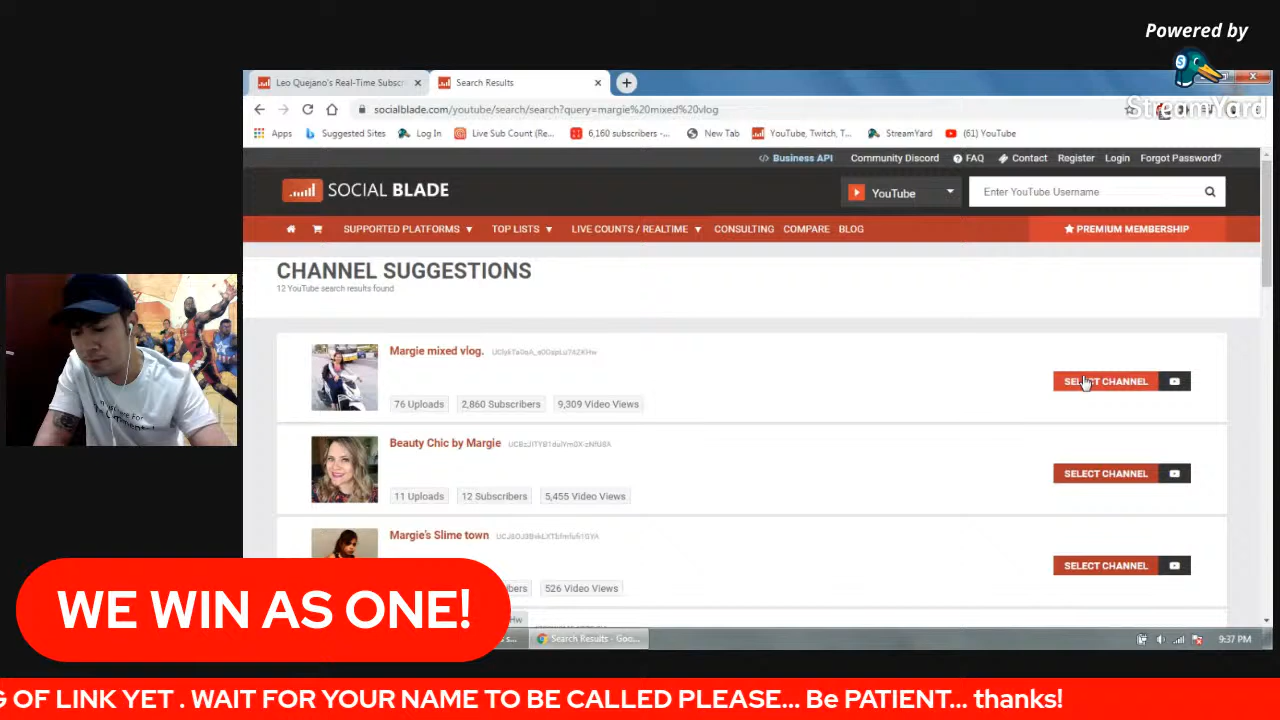 Powered by
StreamYard
Leo Quejano's Real-Time Subscr
Search Results
socialblade.com/youtube/search/search?query=margie%20mixed%20vlog
Apps
Suggested Sites
Log In
Live Sub Count (Re...
6,160 subscribers -...
New Tab
YouTube, Twitch, T...
StreamYard
(61) YouTube
Business API
Community Discord
FAQ
Contact
Register
Login
Forgot Password?
SOCIAL BLADE
YouTube
Enter YouTube Username
SUPPORTED PLATFORMS
TOP LISTS
LIVE COUNTS / REALTIME
CONSULTING
COMPARE
BLOG
PREMIUM MEMBERSHIP
CHANNEL SUGGESTIONS
12 YouTube search results found
Margie mixed vlog.
SELECT CHANNEL
76 Uploads
2,860 Subscribers
9,309 Video Views
Beauty Chic by Margie
SELECT CHANNEL
11 Uploads
12 Subscribers
5,455 Video Views
Margie's Slime town
SELECT CHANNEL
526 Video Views
Search Results - Goo...
9:37 PM
WE WIN AS ONE!
G OF LINK YET . WAIT FOR YOUR NAME TO BE CALLED PLEASE... Be PATIENT... thanks!